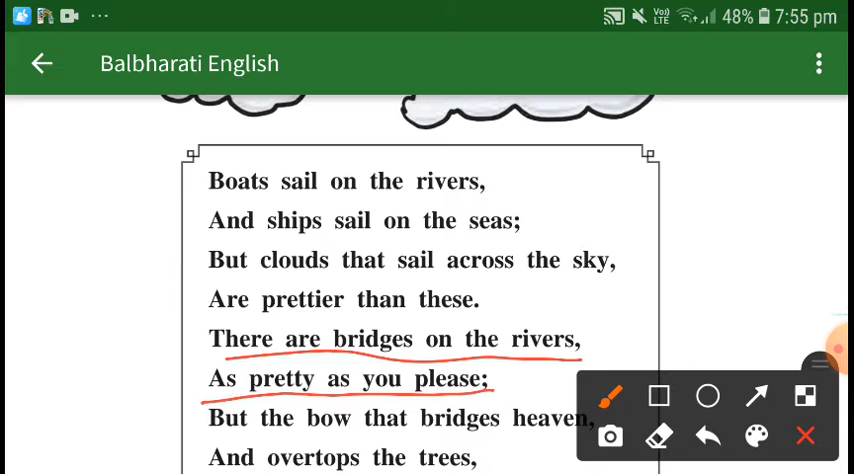 48% 7:55 pm
Balbharati English
Boats sail on the rivers,
And ships sail on the seas;
But clouds that sail across the sky,
Are prettier than these.
There are bridges on the rivers,
As pretty as you please;
But the bow that bridges heaven,
And overtops the trees,